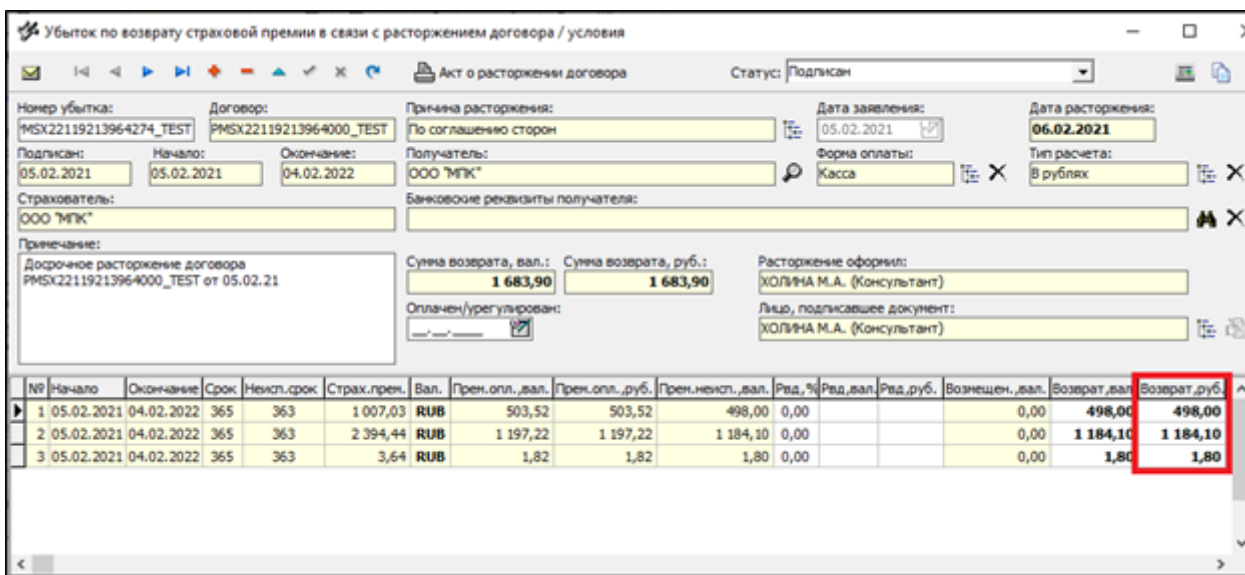 Убыток по возврату страховой премии в связи с расторжением договора / условия
Акт о расторжении договора Статус: Подписан
Номер убытка: Договор: Причина расторжения: Дата заявления: Дата расторжения:
MSX22119213964274_TEST PMSX22119213964000_TEST По соглашению сторон 05.02.2021 06.02.2021
Подписан: Начало: Окончание: Получатель: Форма оплаты: Тип расчета:
05.02.2021 05.02.2021 04.02.2022 ООО "МПК" Касса В рублях
Страхователь: Банковские реквизиты получателя:
ООО "МПК"
Примечание:
Досрочное расторжение договора
PMSX22119213964000_TEST от 05.02.21
Сумма возврата, вал.: Сумма возврата, руб.: Расторжение оформил:
1 683,90 1 683,90 ХОЛИНА М.А. (Консультант)
Оплачен/урегулирован: Лицо, подписавшее документ:
__.__.____ ХОЛИНА М.А. (Консультант)
№ Начало Окончание Срок Неисп.срок Страх.прем. Вал. Прем.опл.,вал. Прем.опл.,руб. Прем.неисп.,вал. Рвд,% Рвд,вал. Рвд,руб. Возмещен.,вал. Возврат,вал Возврат,руб.
1 05.02.2021 04.02.2022 365 363 1 007,03 RUB 503,52 503,52 498,00 0,00 0,00 498,00 498,00
2 05.02.2021 04.02.2022 365 363 2 394,44 RUB 1 197,22 1 197,22 1 184,10 0,00 0,00 1 184,10 1 184,10
3 05.02.2021 04.02.2022 365 363 3,64 RUB 1,82 1,82 1,80 0,00 0,00 1,80 1,80